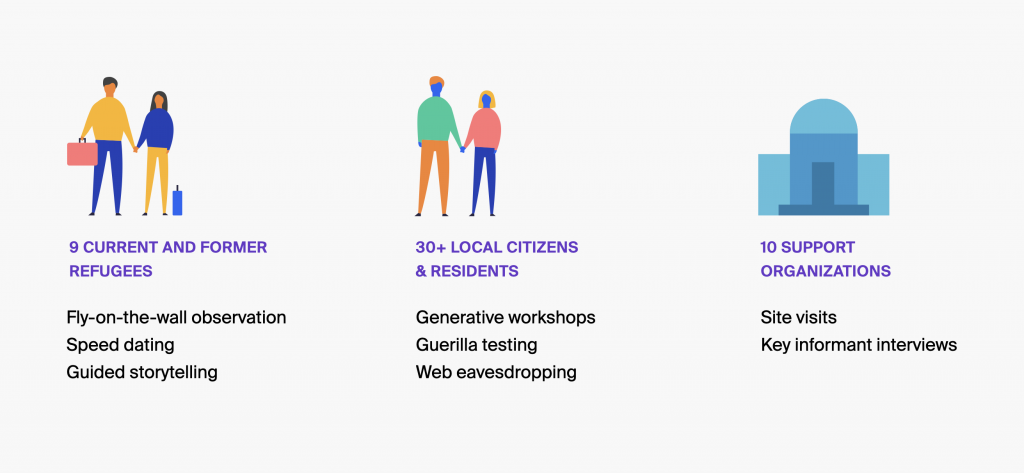 9 CURRENT AND FORMER
REFUGEES
Fly-on-the-wall observation
Speed dating
Guided storytelling
30+ LOCAL CITIZENS
& RESIDENTS
Generative workshops
Guerilla testing
Web eavesdropping
10 SUPPORT
ORGANIZATIONS
Site visits
Key informant interviews